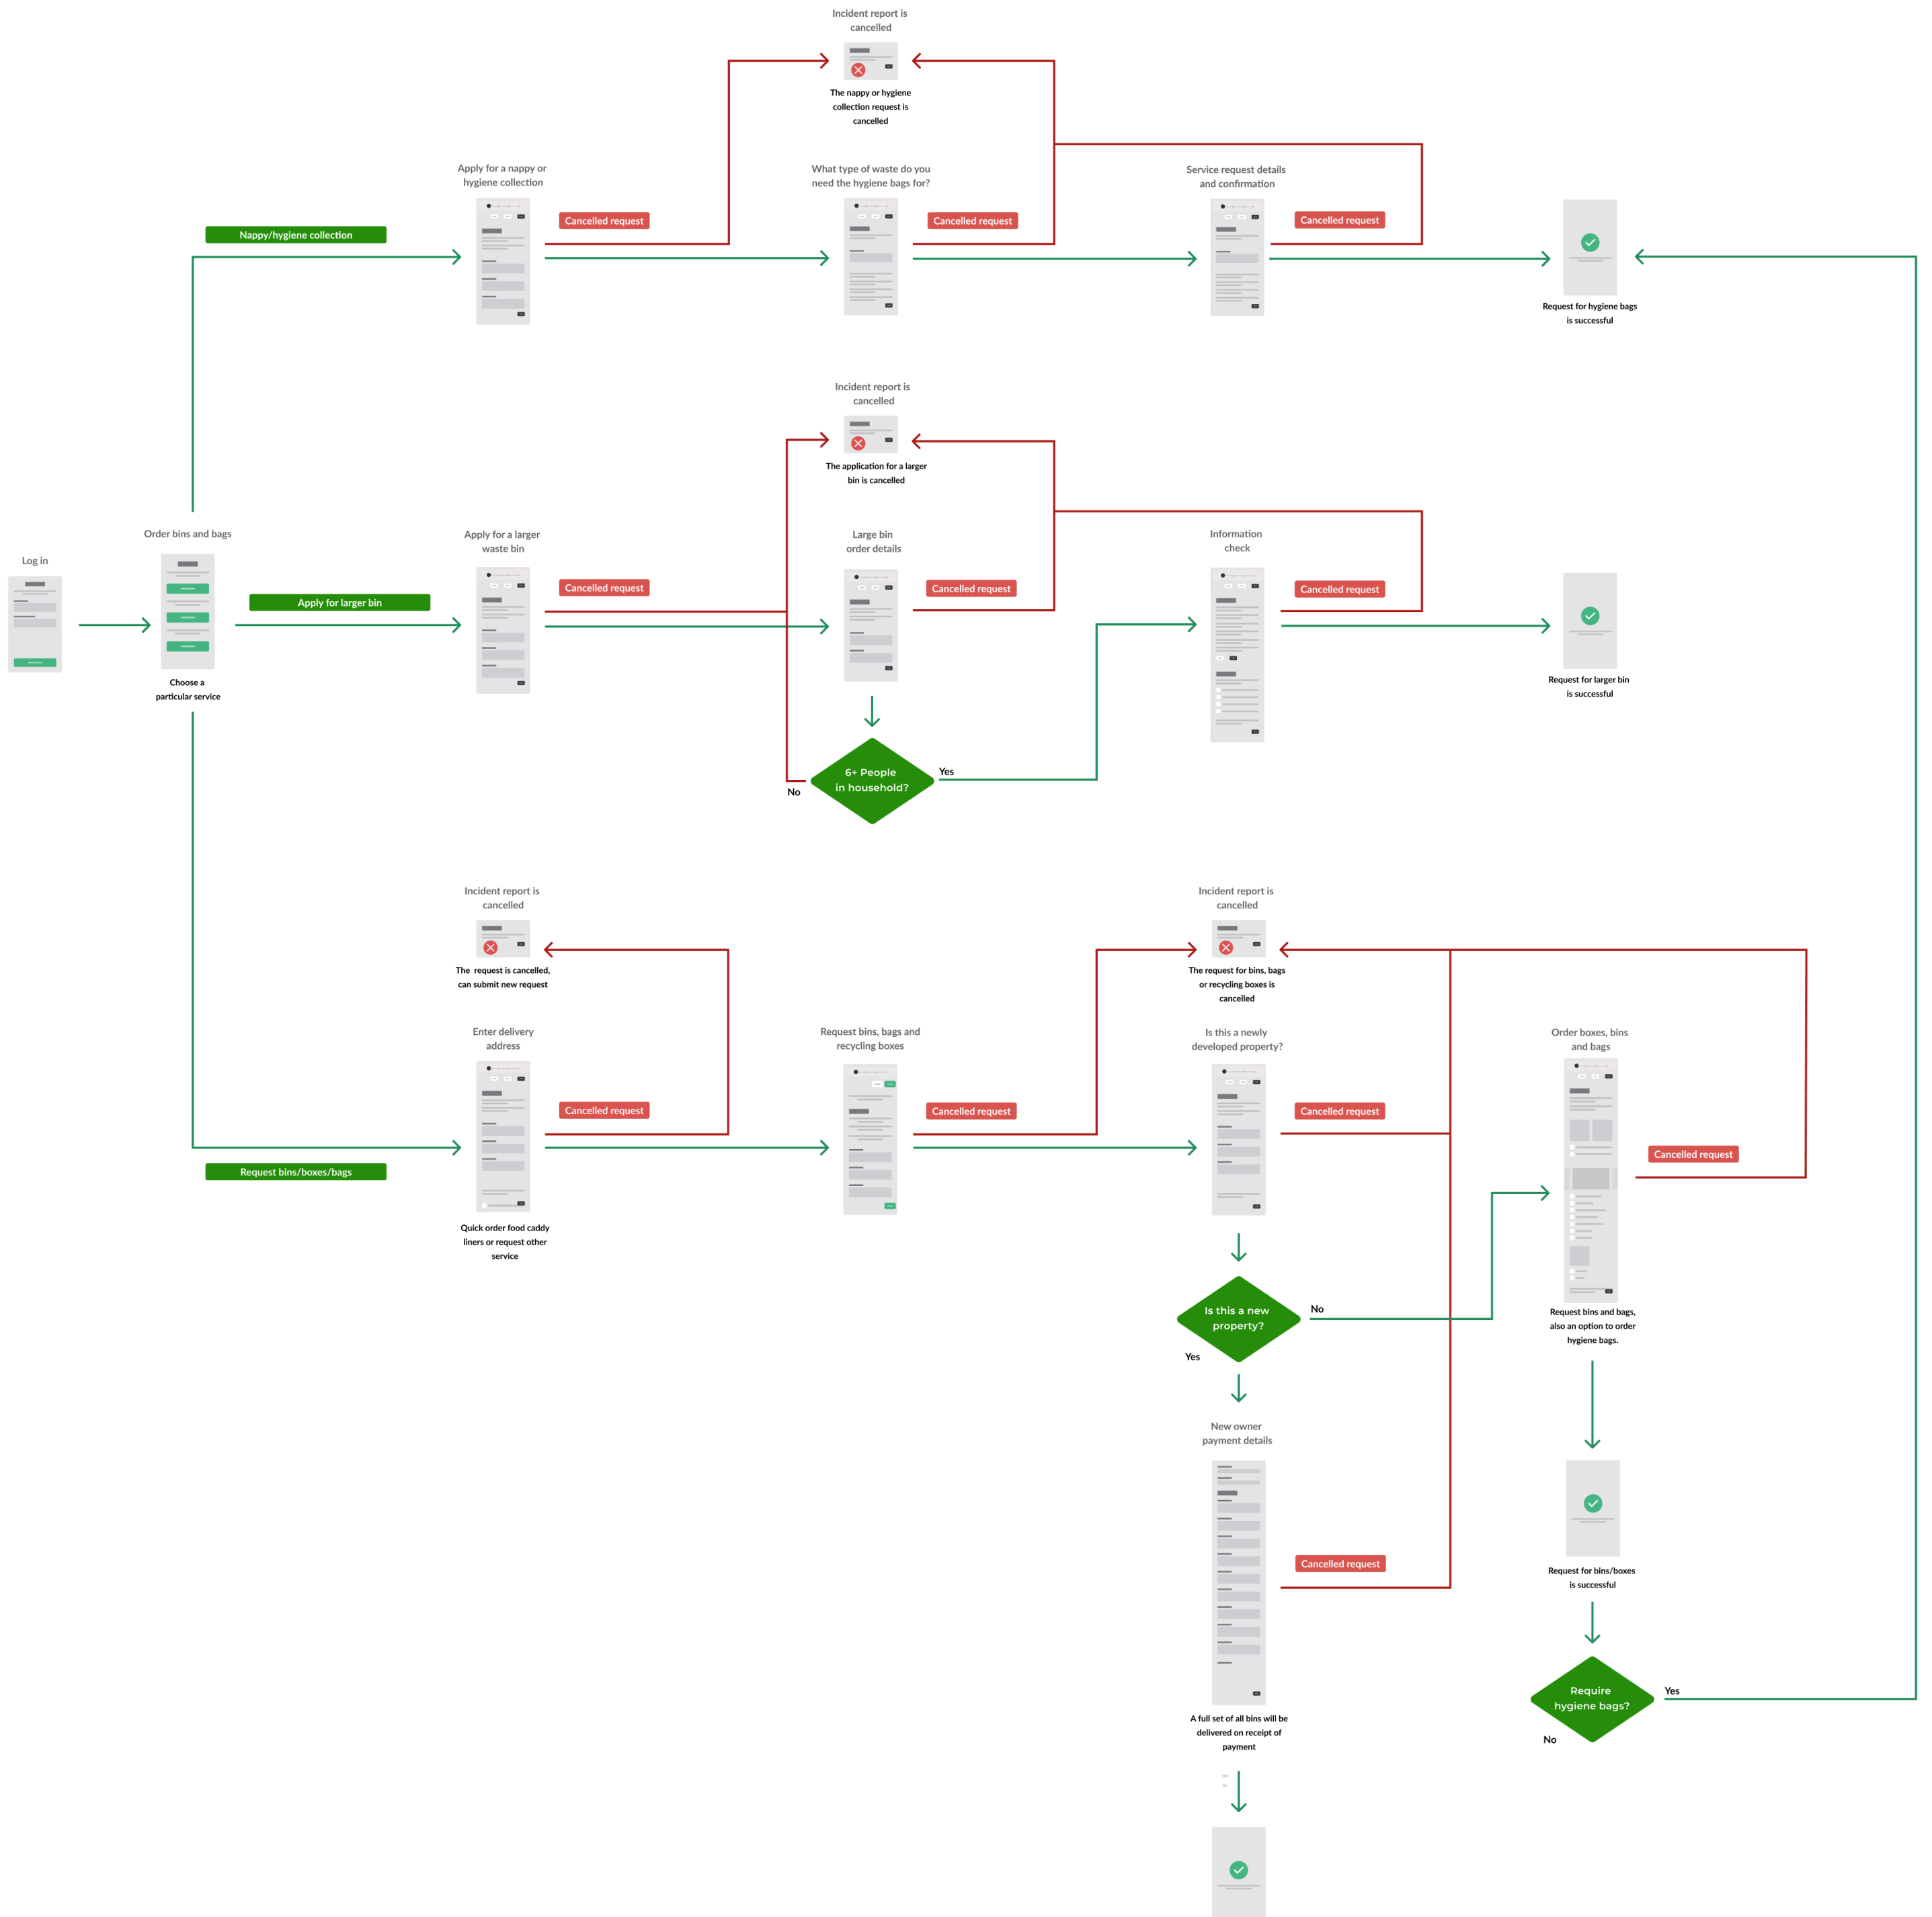 Incident report is
cancelled
The nappy or hygiene
collection request is
cancelled
Apply for a nappy or
hygiene collection
What type of waste do you
need the hygiene bags for?
Service request details
and confirmation
Cancelled request
Cancelled request
Cancelled request
Nappy/hygiene collection
Request for hygiene bags
is successful
Incident report is
cancelled
The application for a larger
bin is cancelled
Log in
Order bins and bags
Choose a
particular service
Apply for larger bin
Apply for a larger
waste bin
Cancelled request
Large bin
order details
Cancelled request
Information
check
Cancelled request
Request for larger bin
is successful
6+ People
in household?
Yes
No
Incident report is
cancelled
The request is cancelled,
can submit new request
Incident report is
cancelled
The request for bins, bags
or recycling boxes is
cancelled
Enter delivery
address
Request bins, bags and
recycling boxes
Is this a newly
developed property?
Order boxes, bins
and bags
Cancelled request
Cancelled request
Cancelled request
Cancelled request
Request bins/boxes/bags
Quick order food caddy
liners or request other
service
Is this a new
property?
No
Yes
Request bins and bags,
also an option to order
hygiene bags.
New owner
payment details
Cancelled request
A full set of all bins will be
delivered on receipt of
payment
Request for bins/boxes
is successful
Require
hygiene bags?
Yes
No